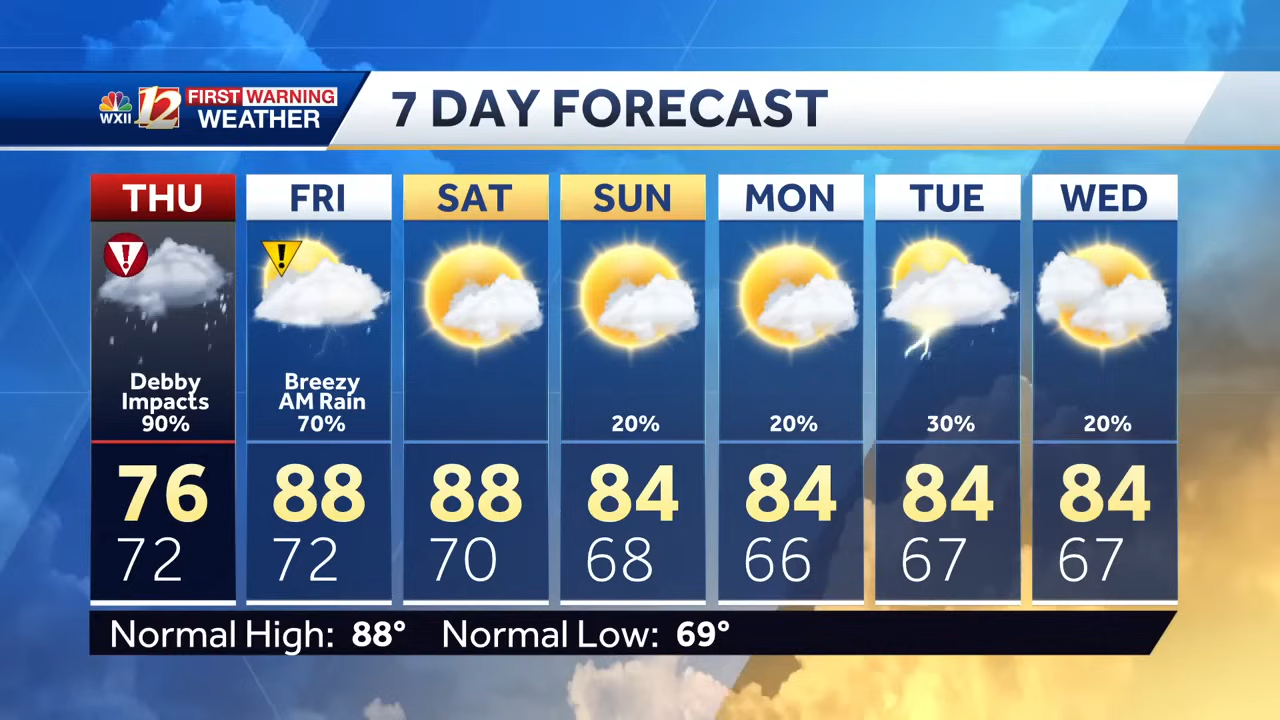 WXII 12 FIRST WARNING
WEATHER
7 DAY FORECAST
THU FRI SAT SUN MON TUE WED
! !
Debby Breezy
Impacts AM Rain
90% 70% 20% 20% 30% 20%
76 88 88 84 84 84 84
72 72 70 68 66 67 67
Normal High: 88° Normal Low: 69°